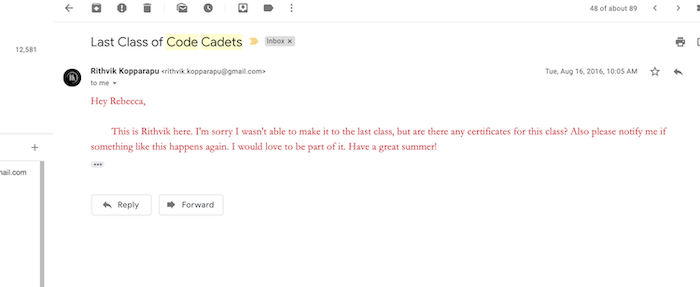 48 of about 89
Last Class of Code Cadets
Inbox x
12,581
Rithvik Kopparapu <rithvik.kopparapu@gmail.com>
Tue, Aug 16, 2016, 10:05 AM
to me
Hey Rebecca,
This is Rithvik here. I'm sorry I wasn't able to make it to the last class, but are there any certificates for this class? Also please notify me if
something like this happens again. I would love to be part of it. Have a great summer!
nail.com
Reply
Forward